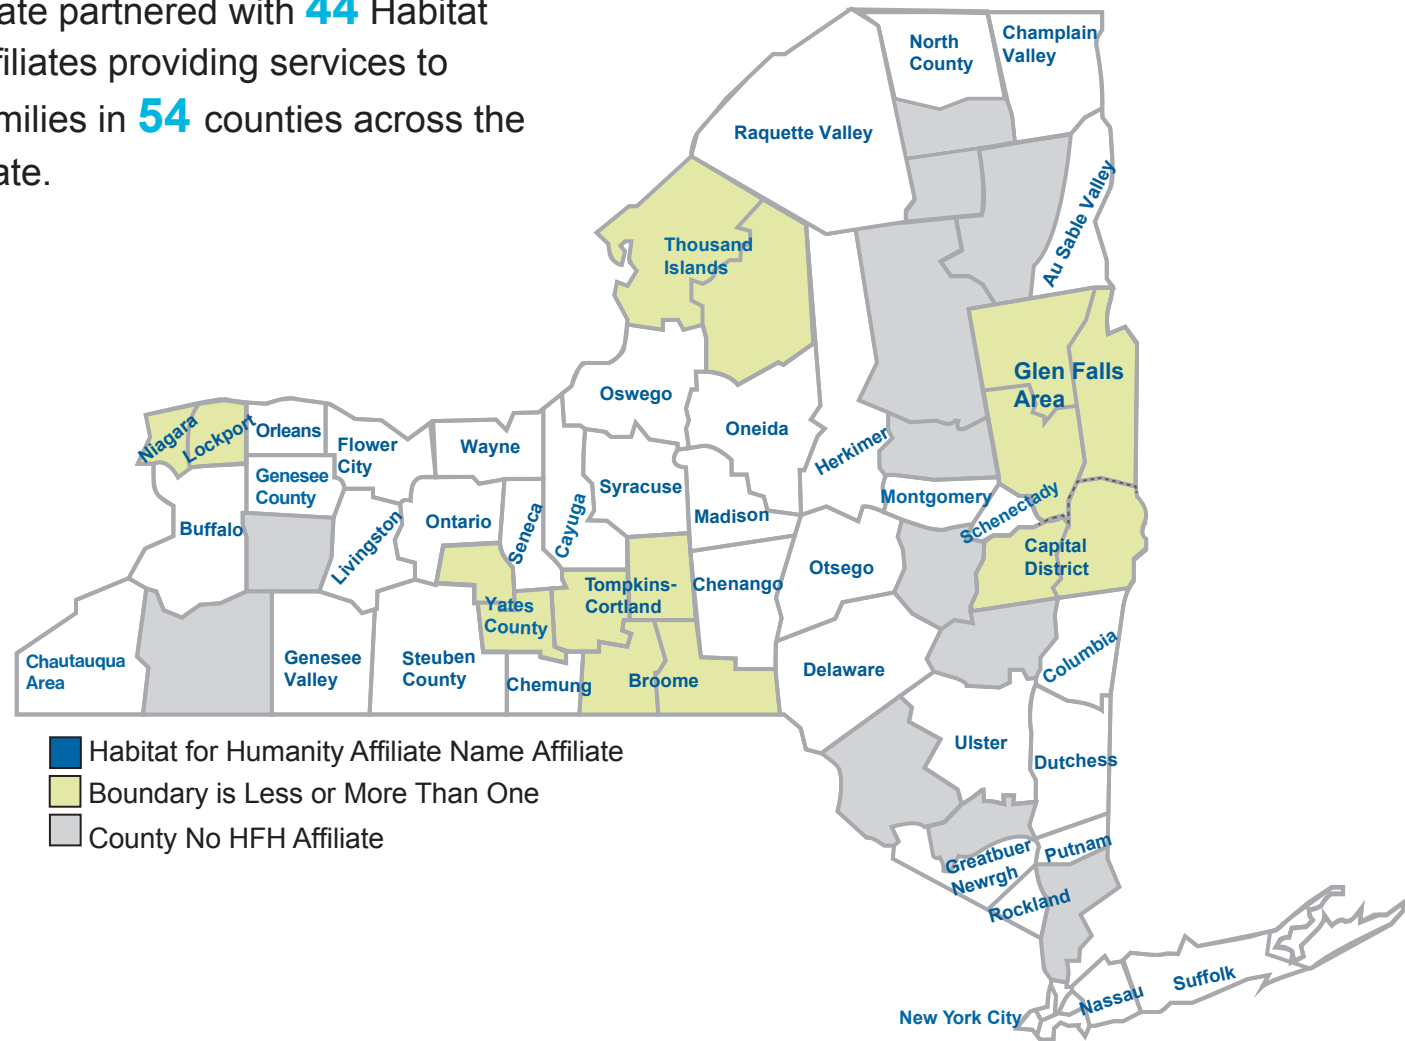 ate partnered with 44 Habitat
filiates providing services to
milies in 54 counties across the
ate.
North
County
Champlain
Valley
Raquette Valley
Au Sable Valley
Thousand
Islands
Glen Falls
Area
Oswego
Oneida
Herkimer
Niagara
Lockport
Orleans
Flower
City
Wayne
Genesee
County
Syracuse
Madison
Montgomery
Schenectady
Buffalo
Livingston
Ontario
Seneca
Cayuga
Capital
District
Otsego
Tompkins-
Cortland
Chenango
Yates
County
Chautauqua
Area
Genesee
Valley
Steuben
County
Chemung
Broome
Delaware
Columbia
Ulster
Dutchess
Habitat for Humanity Affiliate Name Affiliate
Boundary is Less or More Than One
County No HFH Affiliate
Greatbuer
Newrgh
Putnam
Rockland
New York City
Nassau
Suffolk